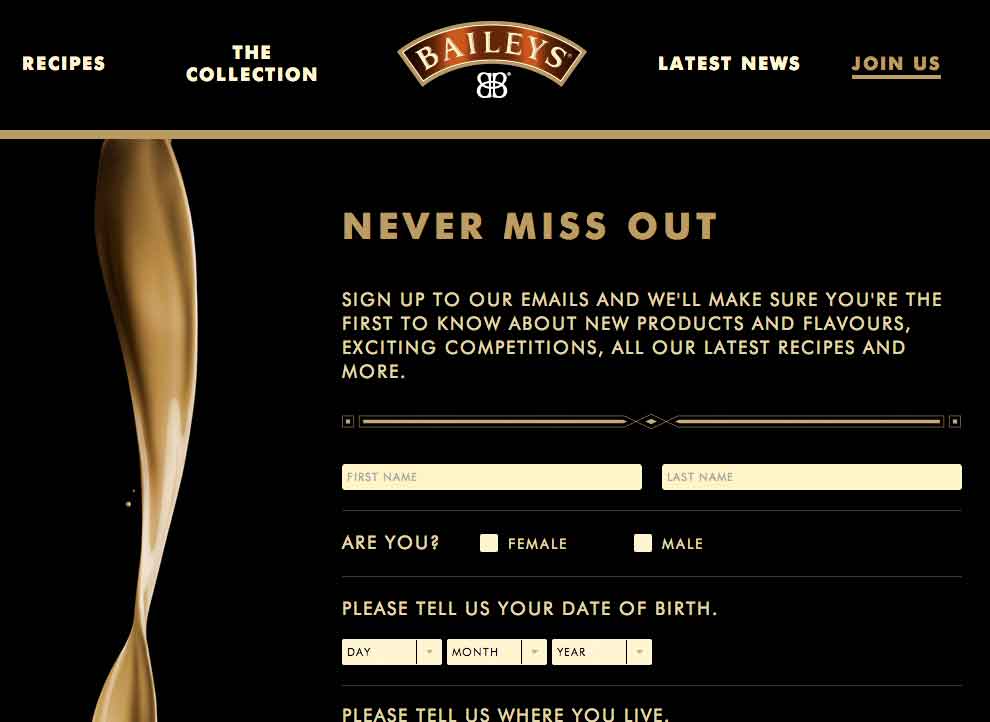 RECIPES
THE
COLLECTION
BAILEYS®
BB®
LATEST NEWS
JOIN US
NEVER MISS OUT
SIGN UP TO OUR EMAILS AND WE'LL MAKE SURE YOU'RE THE
FIRST TO KNOW ABOUT NEW PRODUCTS AND FLAVOURS,
EXCITING COMPETITIONS, ALL OUR LATEST RECIPES AND
MORE.
FIRST NAME
LAST NAME
ARE YOU?
FEMALE
MALE
PLEASE TELL US YOUR DATE OF BIRTH.
DAY
MONTH
YEAR
PLEASE TELL US WHERE YOU LIVE.